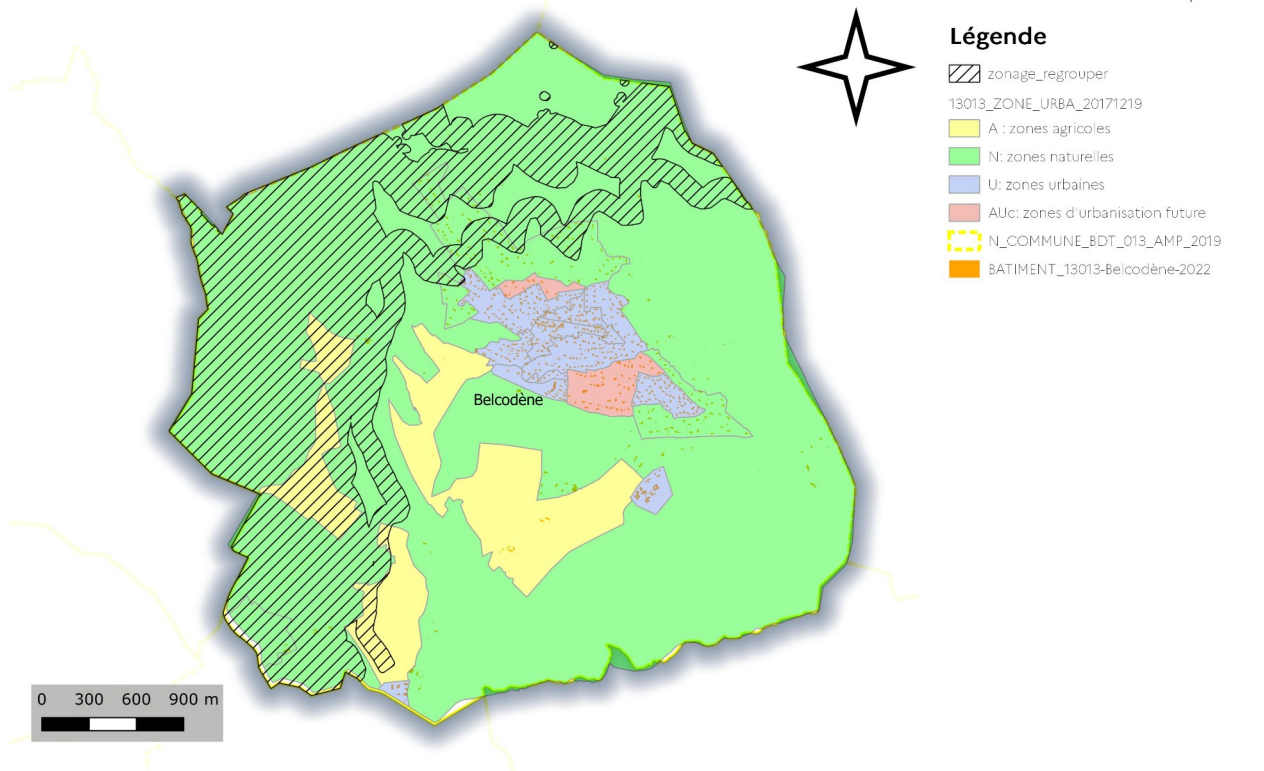 Légende
zonage_regrouper
13013_ZONE_URBA_20171219
A : zones agricoles
N: zones naturelles
U: zones urbaines
AUc: zones d'urbanisation future
N_COMMUNE_BDT_013_AMP_2019
BATIMENT_13013-Belcodène-2022
Belcodène
0 300 600 900 m